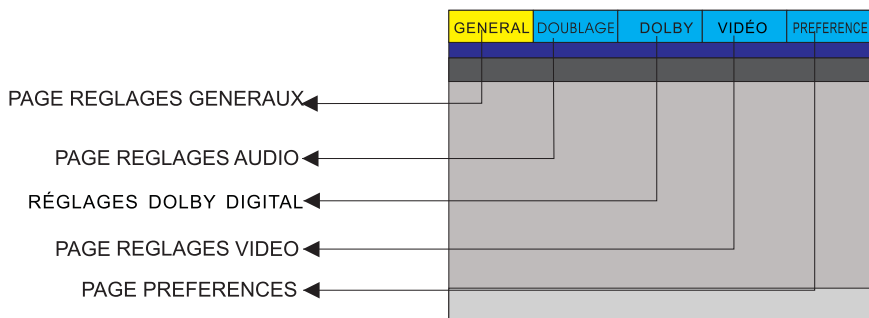 GENERAL DOUBLAGE DOLBY VIDÉO PREFERENCE
PAGE REGLAGES GENERAUX
PAGE REGLAGES AUDIO
RÉGLAGES DOLBY DIGITAL
PAGE REGLAGES VIDEO
PAGE PREFERENCES